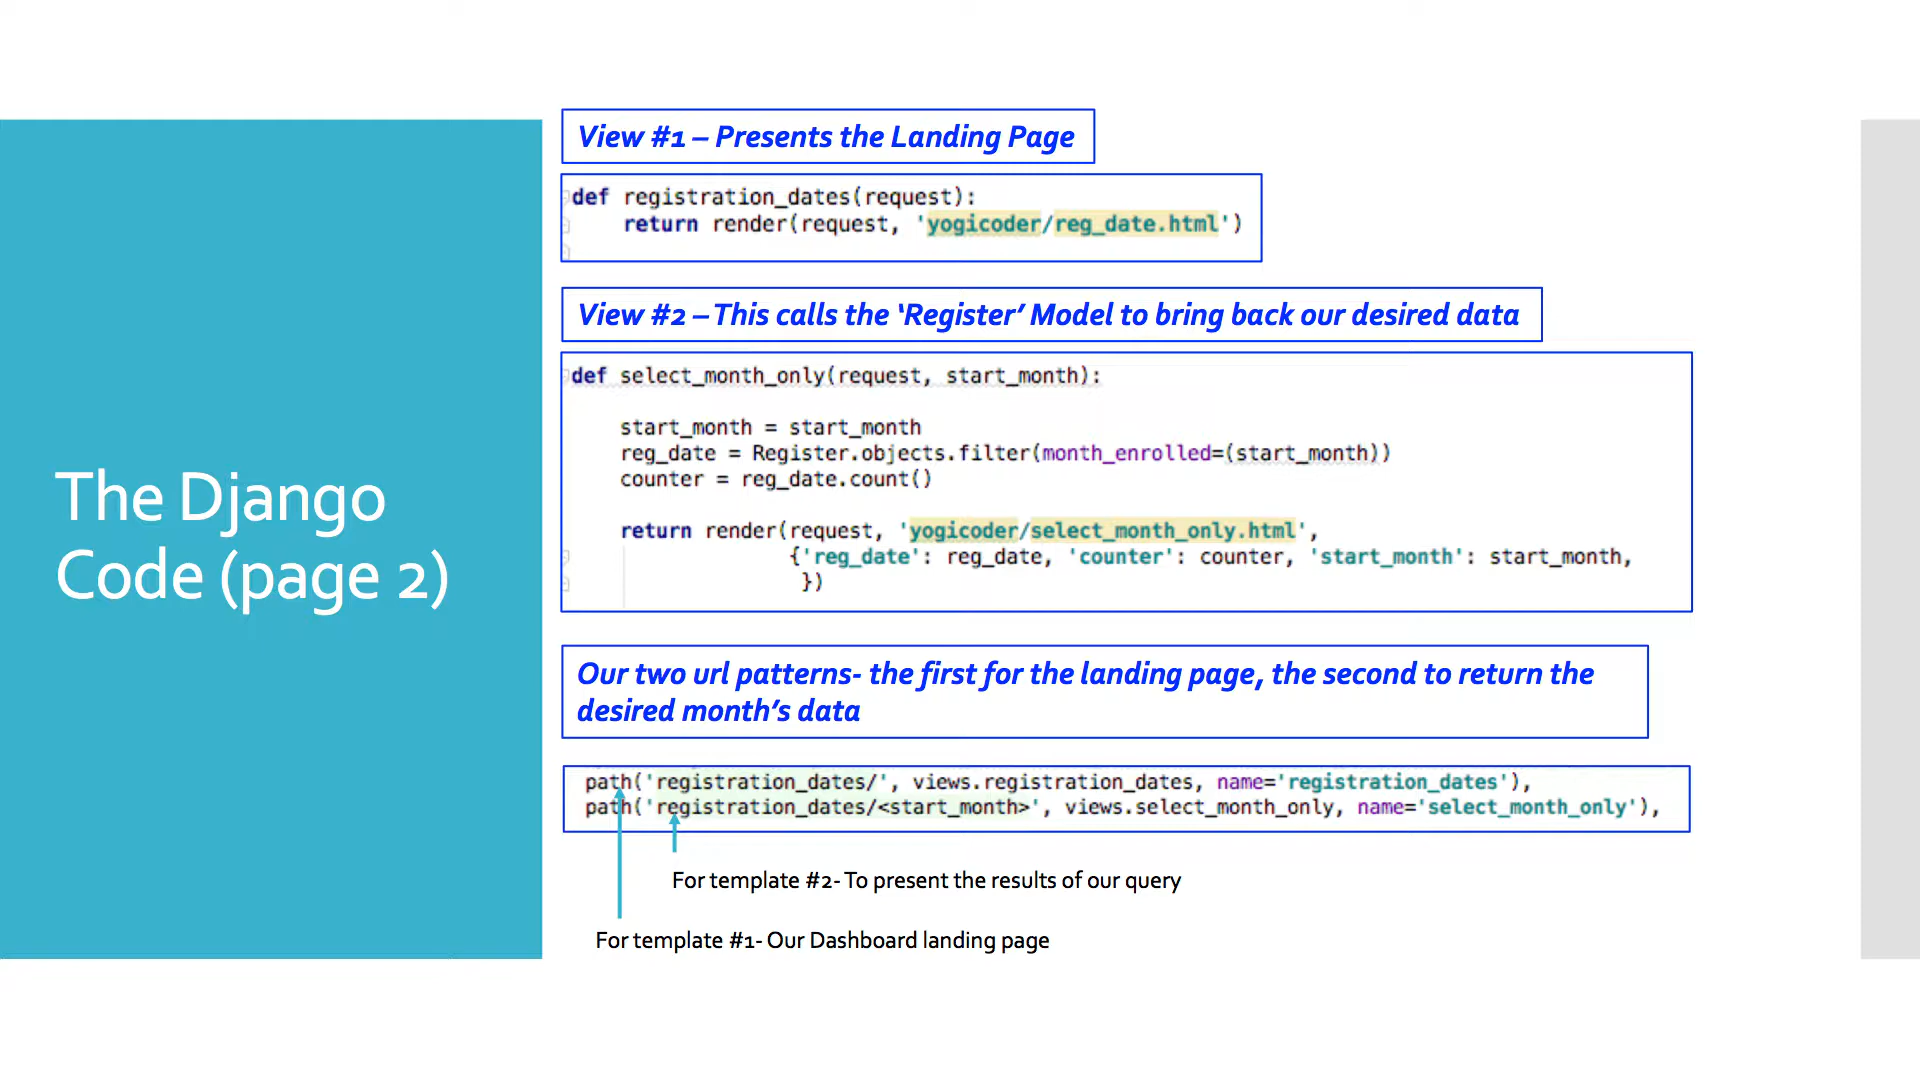 The Django
Code (page 2)
View #1 – Presents the Landing Page
def registration_dates(request):
    return render(request, 'yogicoder/reg_date.html')
View #2 – This calls the ‘Register’ Model to bring back our desired data
def select_month_only(request, start_month):
    start_month = start_month
    reg_date = Register.objects.filter(month_enrolled=(start_month))
    counter = reg_date.count()
    return render(request, 'yogicoder/select_month_only.html',
                  {'reg_date': reg_date, 'counter': counter, 'start_month': start_month,
                   })
Our two url patterns- the first for the landing page, the second to return the
desired month’s data
path('registration_dates/', views.registration_dates, name='registration_dates'),
path('registration_dates/<start_month>', views.select_month_only, name='select_month_only'),
For template #2- To present the results of our query
For template #1- Our Dashboard landing page